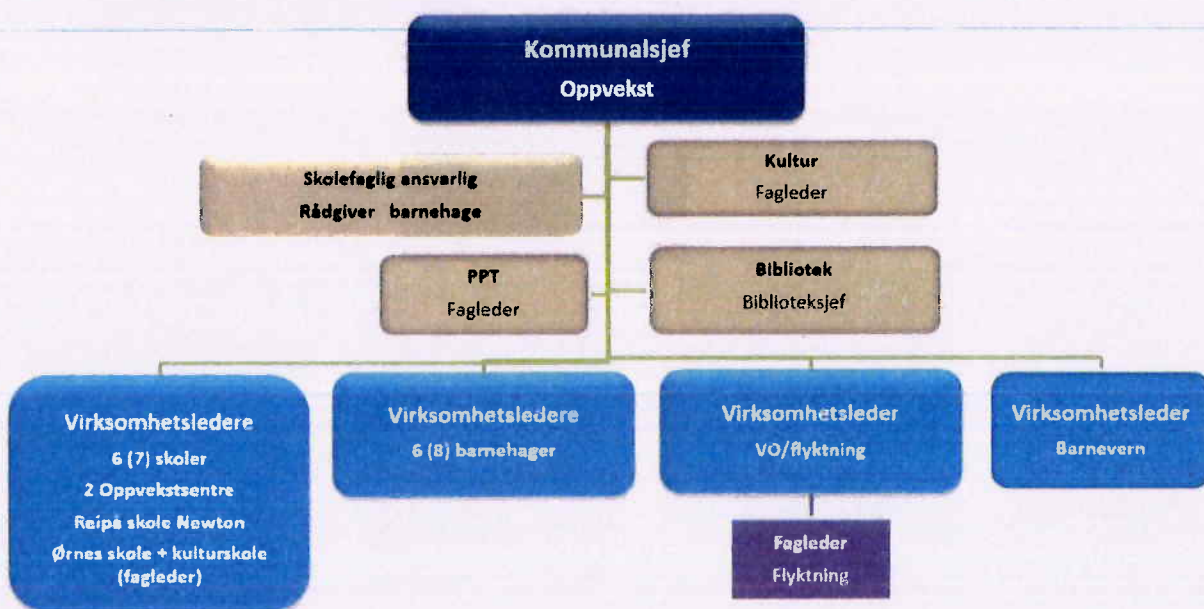 Kommunalsjef
Oppvekst
Skolefaglig ansvarlig
Rådgiver barnehage
Kultur
Fagleder
PPT
Fagleder
Bibliotek
Biblioteksjef
Virksomhetsledere
6 (7) skoler
2 Oppvekstsentre
Reipå skole Newton
Ørnes skole + kulturskole
(fagleder)
Virksomhetsledere
6 (8) barnehager
Virksomhetsleder
VO/flyktning
Fagleder
Flyktning
Virksomhetsleder
Barnevern